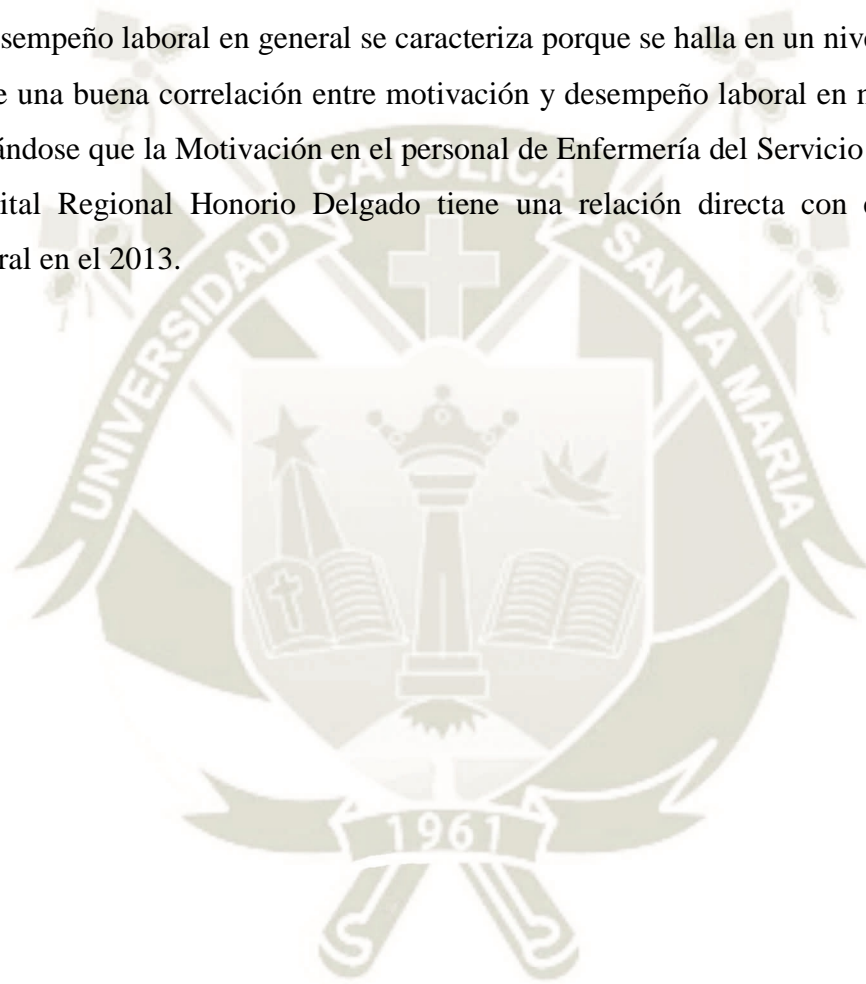 sempeño laboral en general se caracteriza porque se halla en un nive
e una buena correlación entre motivación y desempeño laboral en
ándose que la Motivación en el personal de Enfermería del Servicio
ital Regional Honorio Delgado tiene una relación directa con
ral en el 2013.
UNIVERSIDAD CATOLICA SANTA MARIA
1961